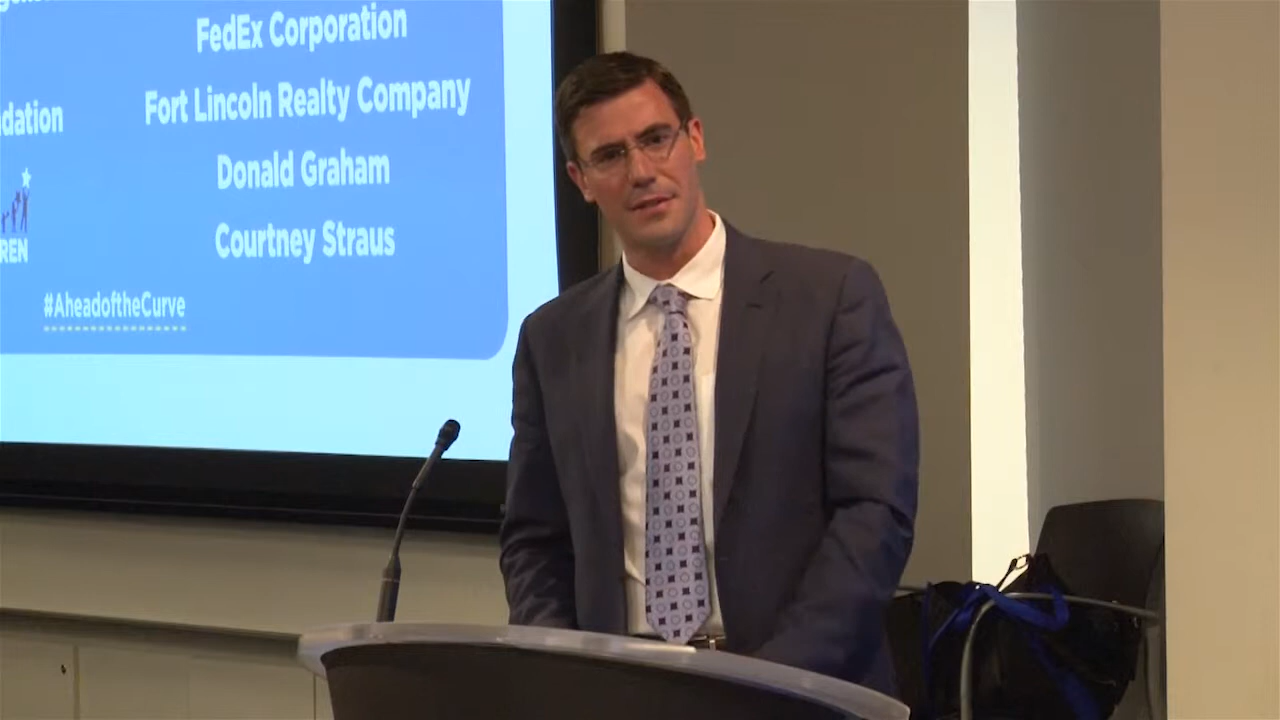 FedEx Corporation
Fort Lincoln Realty Company
dation
Donald Graham
REN
Courtney Straus
#AheadoftheCurve